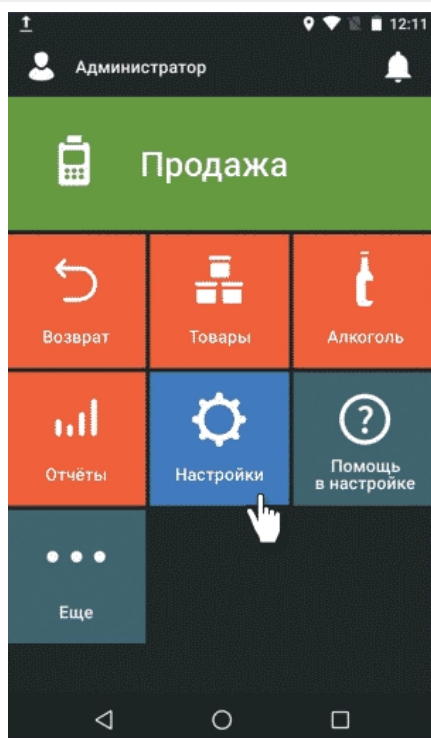 12:11
Администратор
Продажа
Возврат
Товары
Алкоголь
Отчёты
Настройки
Помощь
в настройке
Еще